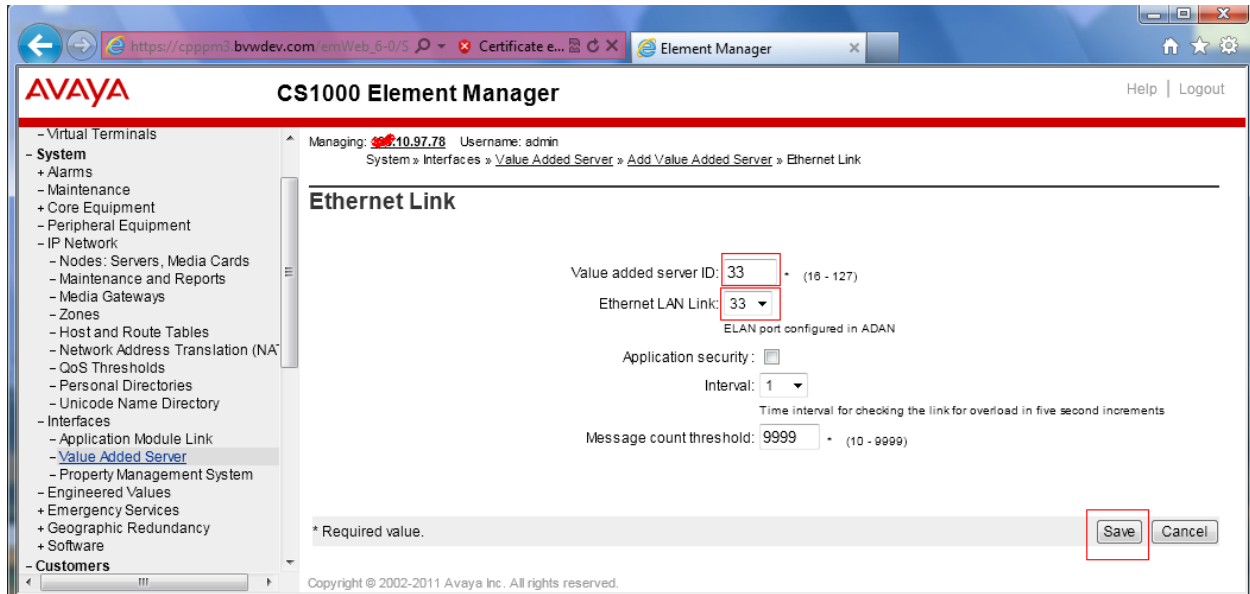 https://cpppm3.bvwdev.com/emWeb_6-0/S
Certificate e...
Element Manager
AVAYA
CS1000 Element Manager
Help | Logout
– Virtual Terminals
– System
+ Alarms
– Maintenance
+ Core Equipment
– Peripheral Equipment
– IP Network
– Nodes: Servers, Media Cards
– Maintenance and Reports
– Media Gateways
– Zones
– Host and Route Tables
– Network Address Translation (NAT
– QoS Thresholds
– Personal Directories
– Unicode Name Directory
– Interfaces
– Application Module Link
– Value Added Server
– Property Management System
– Engineered Values
+ Emergency Services
+ Geographic Redundancy
+ Software
– Customers
Managing: .10.97.78 Username: admin
System » Interfaces » Value Added Server » Add Value Added Server » Ethernet Link
Ethernet Link
Value added server ID: 33 * (16 - 127)
Ethernet LAN Link: 33
ELAN port configured in ADAN
Application security:
Interval: 1
Time interval for checking the link for overload in five second increments
Message count threshold: 9999 * (10 - 9999)
* Required value.
Save
Cancel
Copyright © 2002-2011 Avaya Inc. All rights reserved.